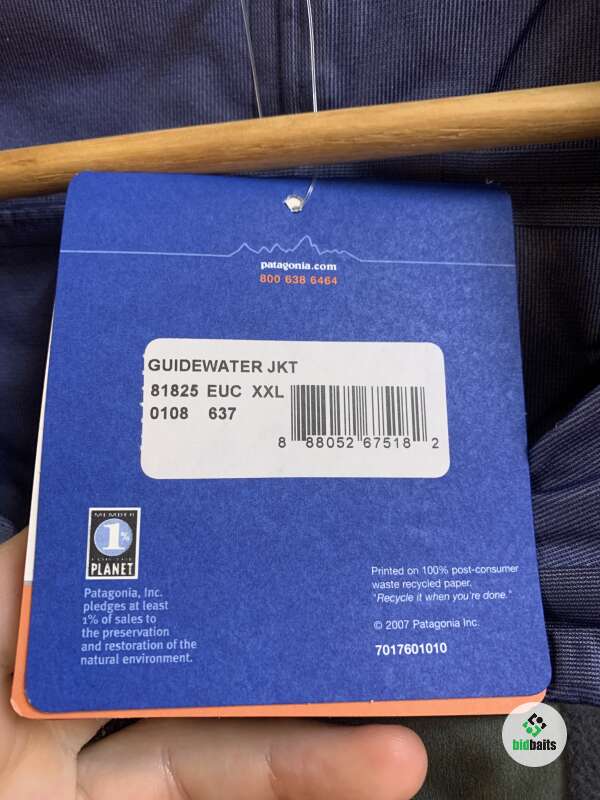 patagonia.com
800 638 6464
GUIDEWATER JKT
81825 EUC XXL
0108 637
8 88052 67518 2
MEMBER
1%
PLANET
Patagonia, Inc.
pledges at least
1% of sales to
the preservation
and restoration of the
natural environment.
Printed on 100% post-consumer
waste recycled paper.
"Recycle it when you're done."
© 2007 Patagonia Inc.
7017601010
bidbaits